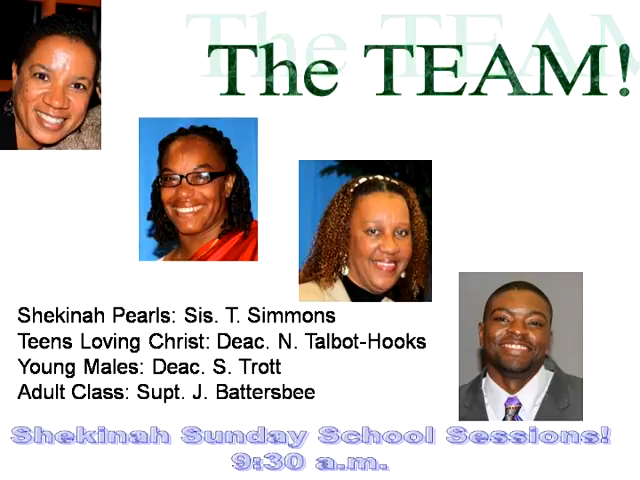 The TEAM!
Shekinah Pearls: Sis. T. Simmons
Teens Loving Christ: Deac. N. Talbot-Hooks
Young Males: Deac. S. Trott
Adult Class: Supt. J. Battersbee
Shekinah Sunday School Sessions!
9:30 a.m.